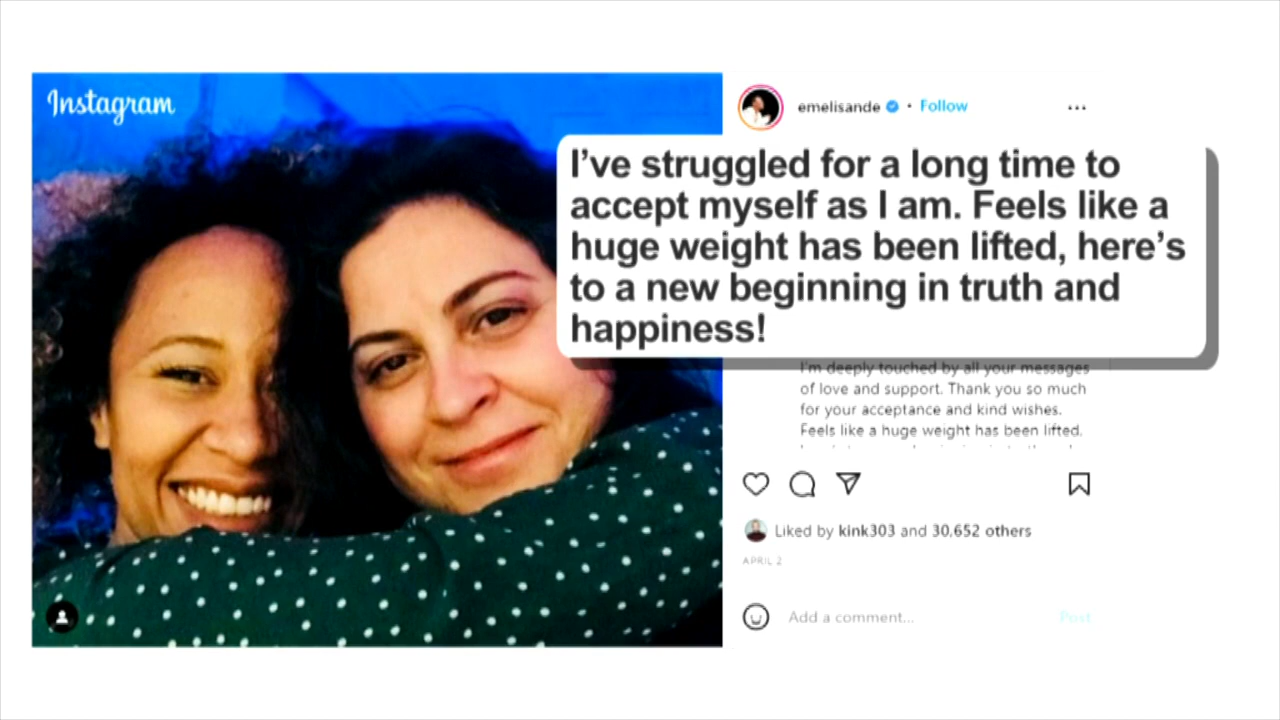 Instagram
emelisande • Follow
I've struggled for a long time to
accept myself as I am. Feels like a
huge weight has been lifted, here's
to a new beginning in truth and
happiness!
I'm deeply touched by all your messages
of love and support. Thank you so much
for your acceptance and kind wishes.
Feels like a huge weight has been lifted,
Liked by kink303 and 30,652 others
APRIL 2
Add a comment... Post